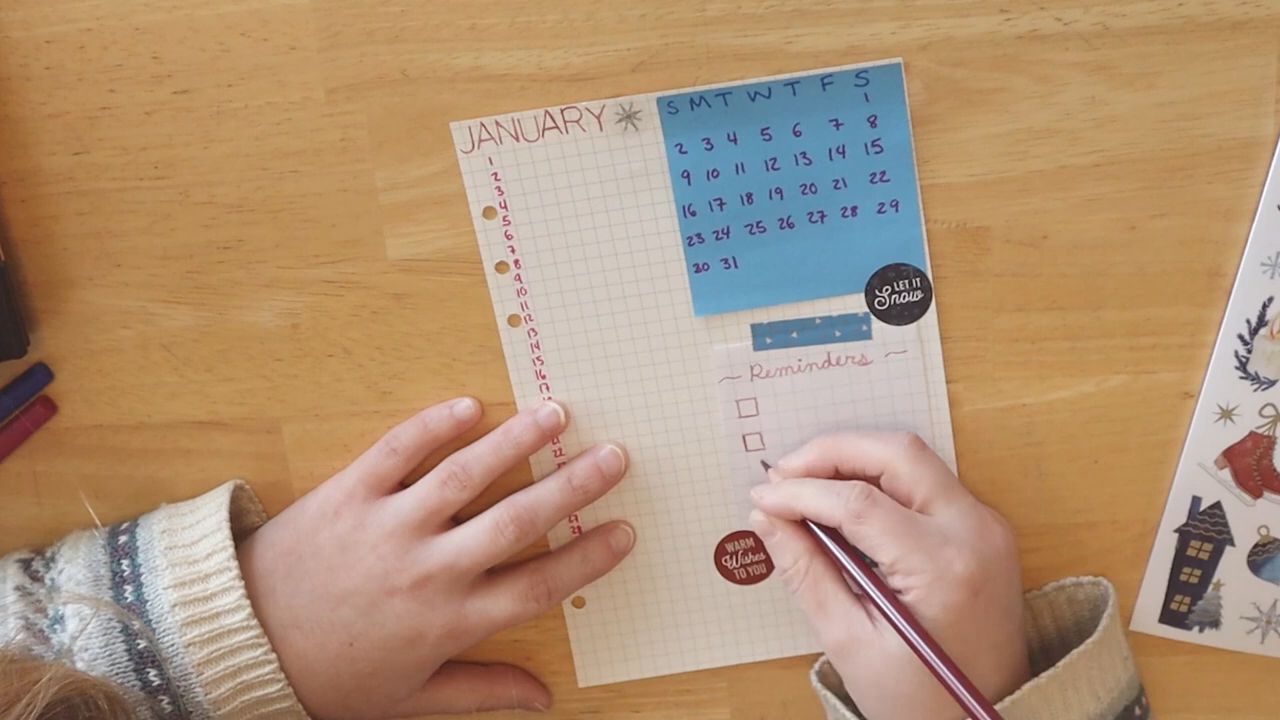 JANUARY
1
2
3
4
5
6
7
8
9
10
11
12
13
14
15
16
17
22
27
28
S M T W T F S
1
2 3 4 5 6 7 8
9 10 11 12 13 14 15
16 17 18 19 20 21 22
23 24 25 26 27 28 29
30 31
LET IT
Snow
~ Reminders ~
WARM
Wishes
TO YOU